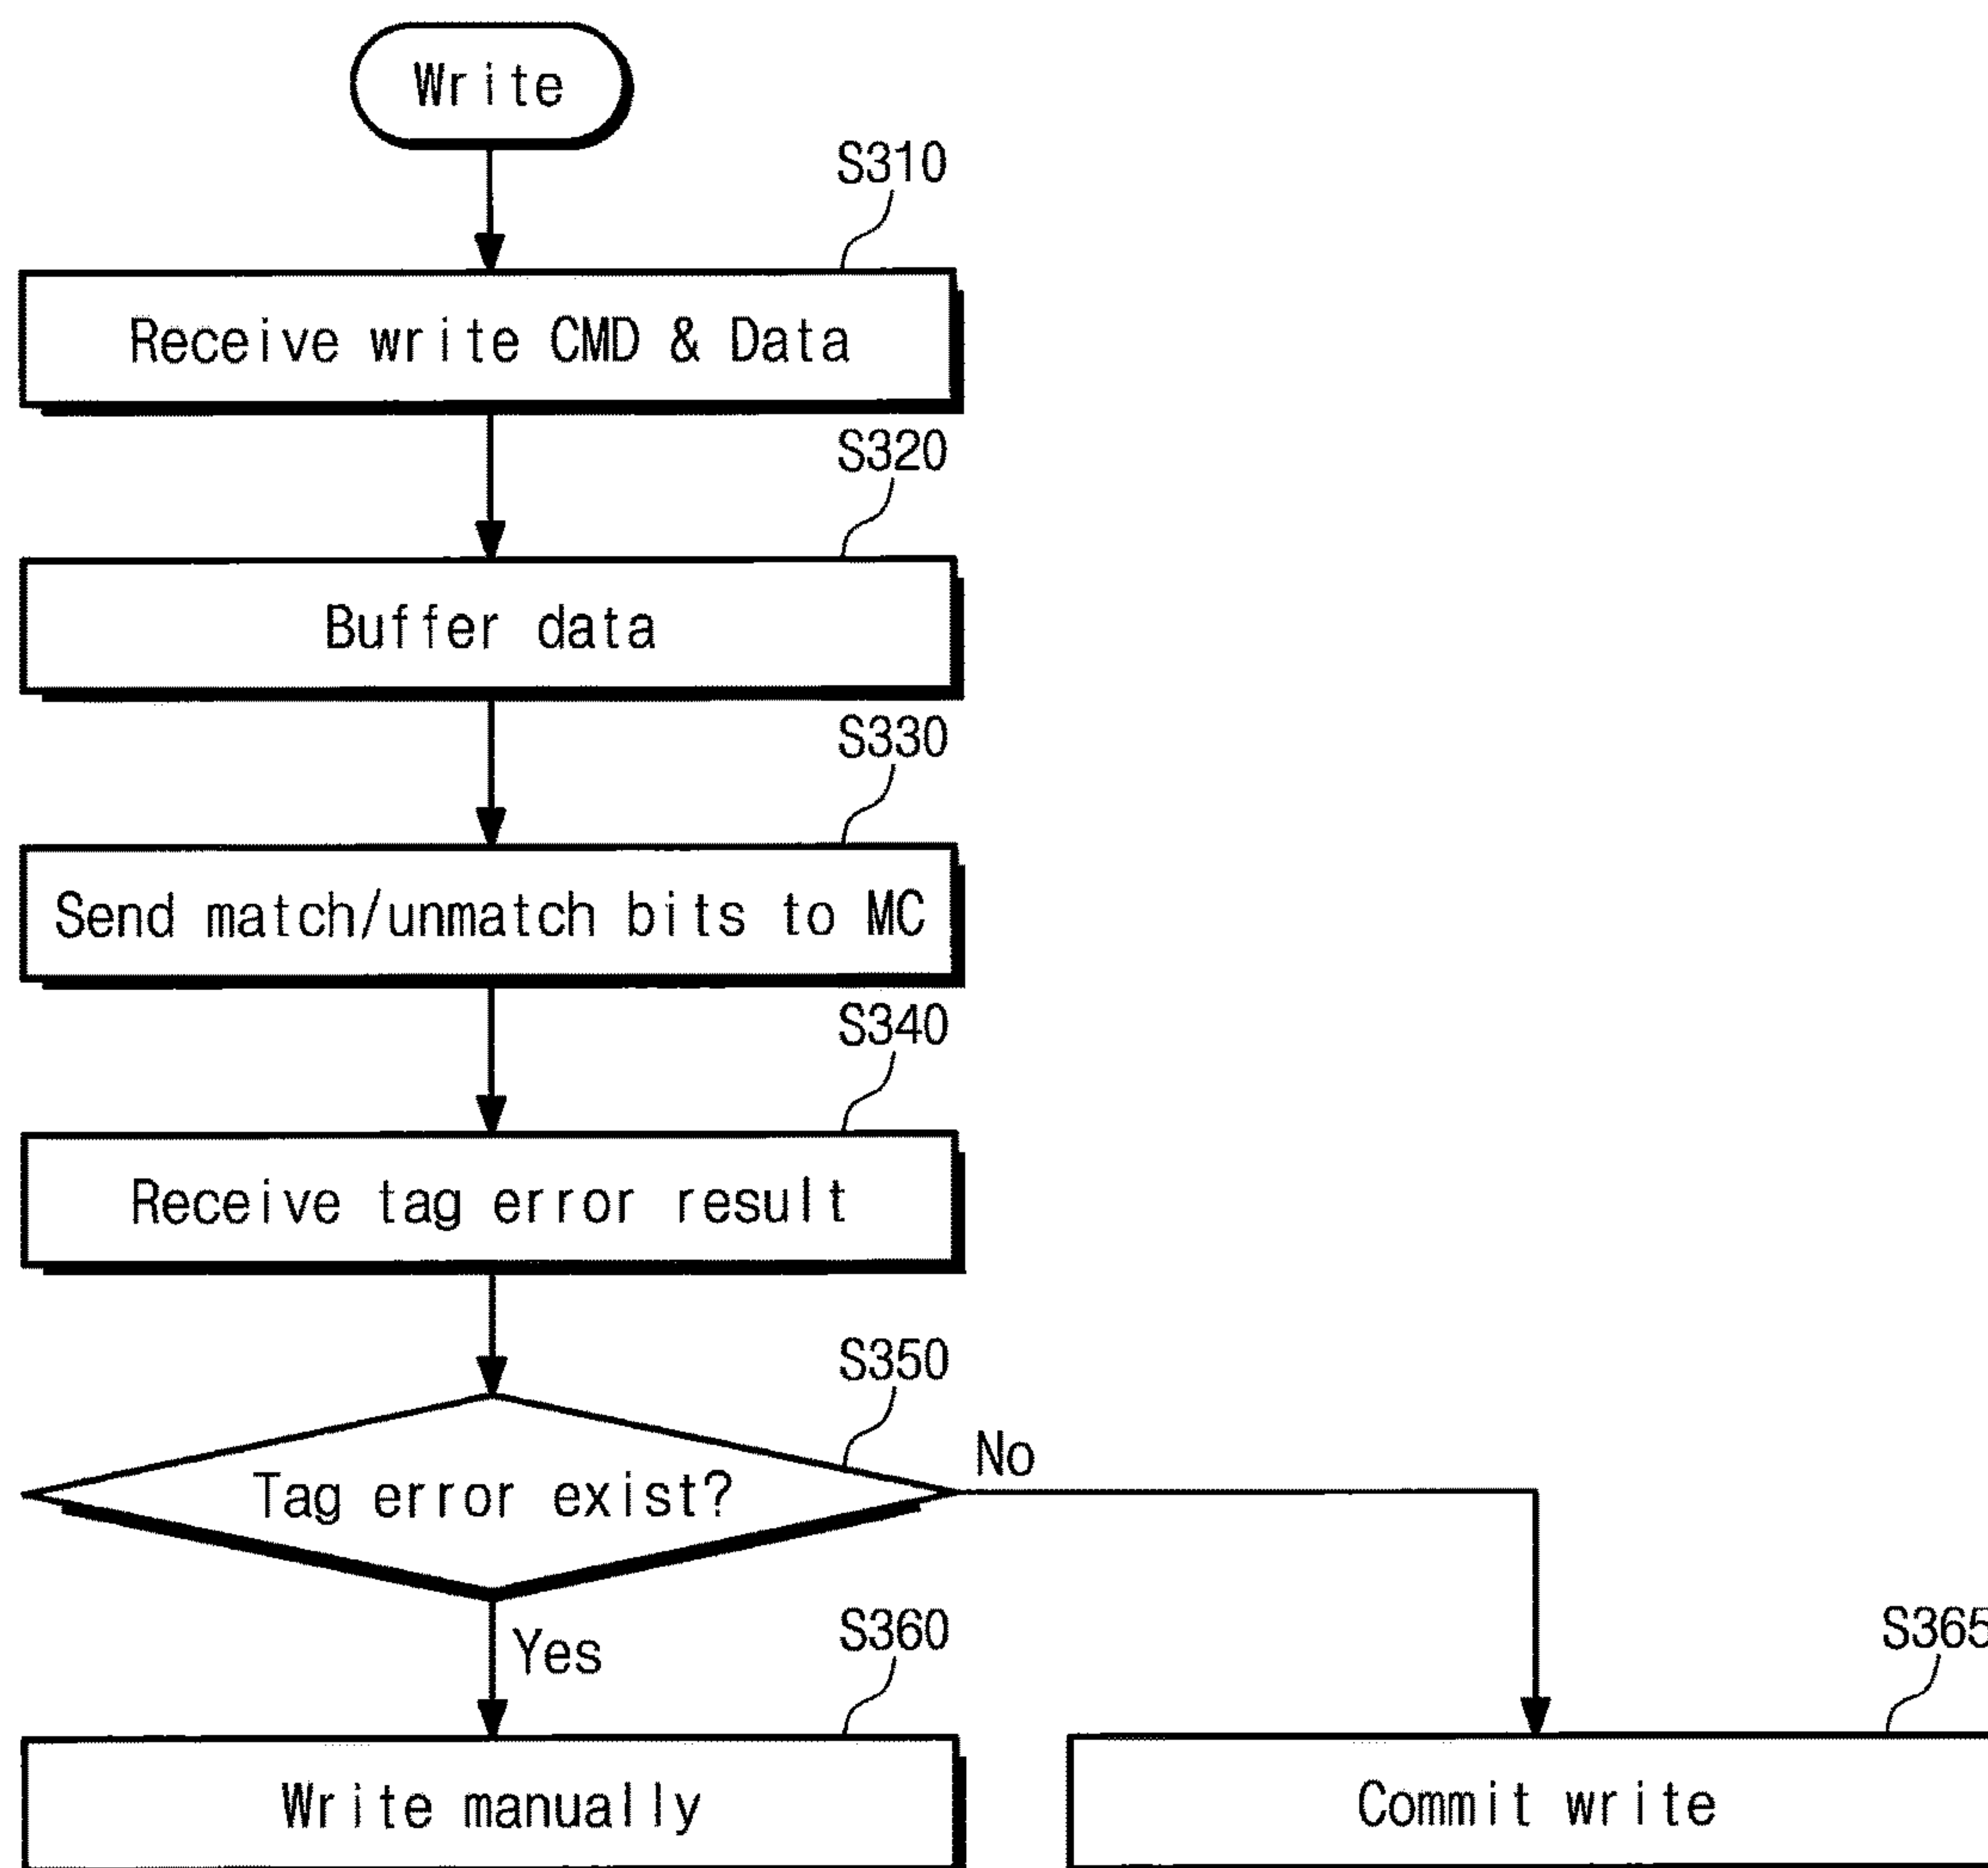 Write
S310
Receive write CMD & Data
S320
Buffer data
S330
Send match/unmatch bits to MC
S340
Receive tag error result
S350
Tag error exist?
No
Yes
S360
S365
Write manually
Commit write